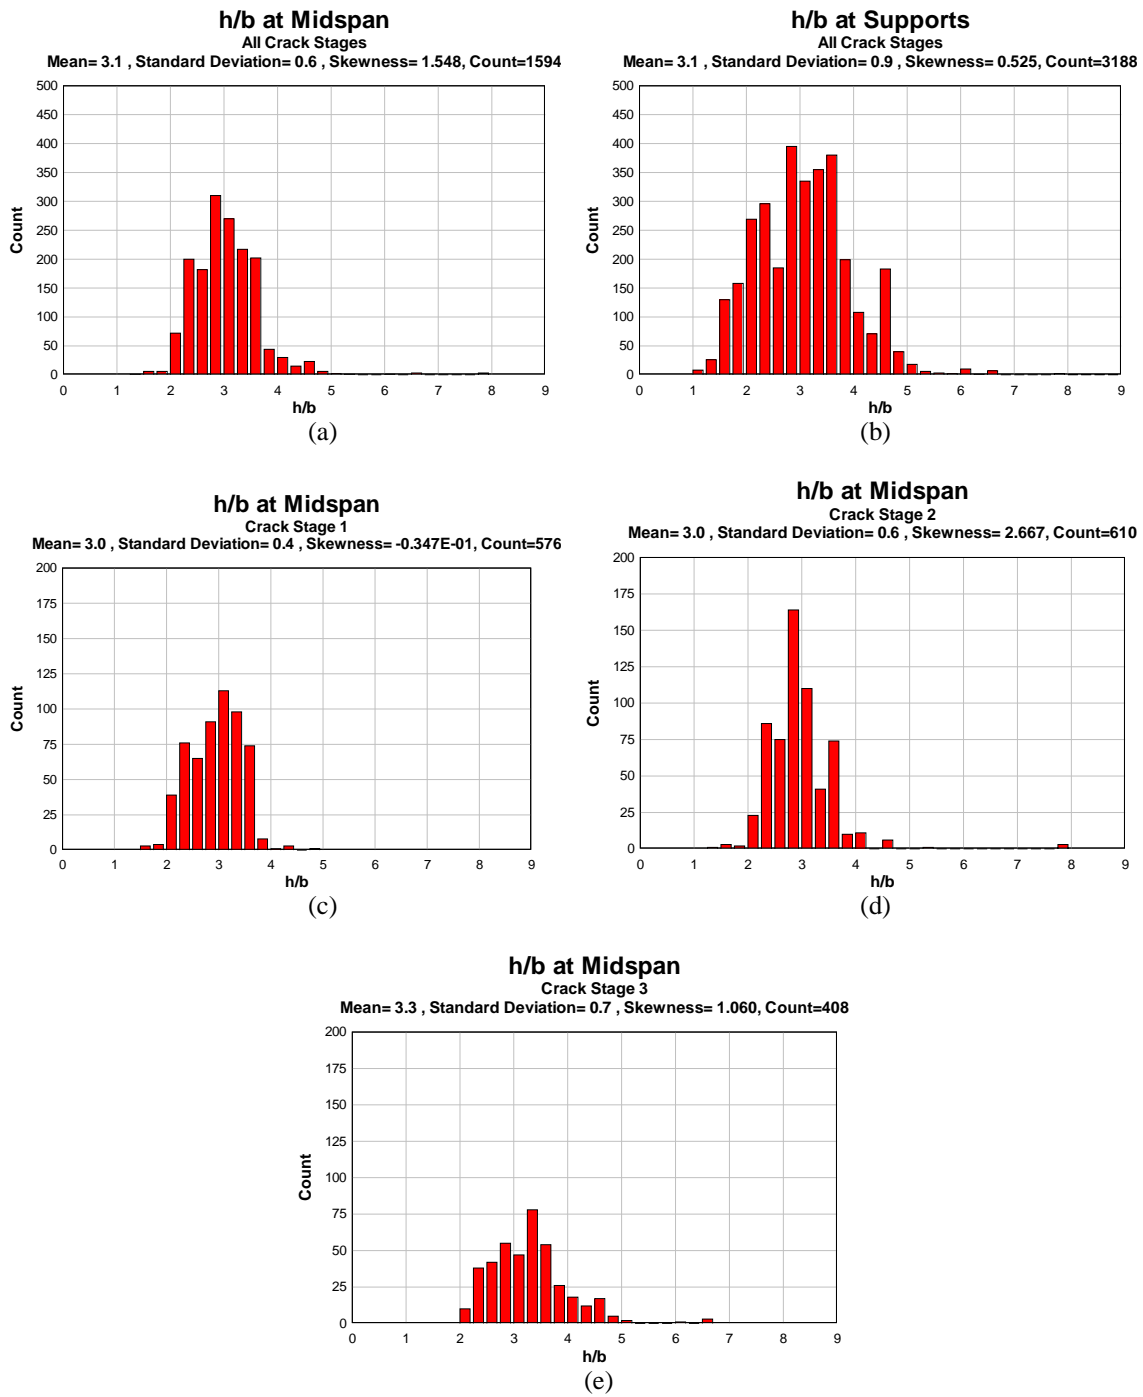 h/b at Midspan
All Crack Stages
Mean= 3.1 , Standard Deviation= 0.6 , Skewness= 1.548, Count=1594
500
450
400
350
300
250
200
150
100
50
0
Count
0 1 2 3 4 5 6 7 8 9
h/b
(a)
h/b at Supports
All Crack Stages
Mean= 3.1 , Standard Deviation= 0.9 , Skewness= 0.525, Count=3188
500
450
400
350
300
250
200
150
100
50
0
Count
0 1 2 3 4 5 6 7 8 9
h/b
(b)
h/b at Midspan
Crack Stage 1
Mean= 3.0 , Standard Deviation= 0.4 , Skewness= -0.347E-01, Count=576
200
175
150
125
100
75
50
25
0
Count
0 1 2 3 4 5 6 7 8 9
h/b
(c)
h/b at Midspan
Crack Stage 2
Mean= 3.0 , Standard Deviation= 0.6 , Skewness= 2.667, Count=610
200
175
150
125
100
75
50
25
0
Count
0 1 2 3 4 5 6 7 8 9
h/b
(d)
h/b at Midspan
Crack Stage 3
Mean= 3.3 , Standard Deviation= 0.7 , Skewness= 1.060, Count=408
200
175
150
125
100
75
50
25
0
Count
0 1 2 3 4 5 6 7 8 9
h/b
(e)